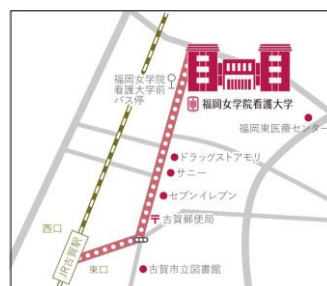 福岡女学院
看護大学前
バス停
福岡女学院看護大学
福岡東医療センター
ドラッグストアモリ
サニー
セブンイレブン
古賀郵便局
西口
JR古賀駅
東口
古賀市立図書館